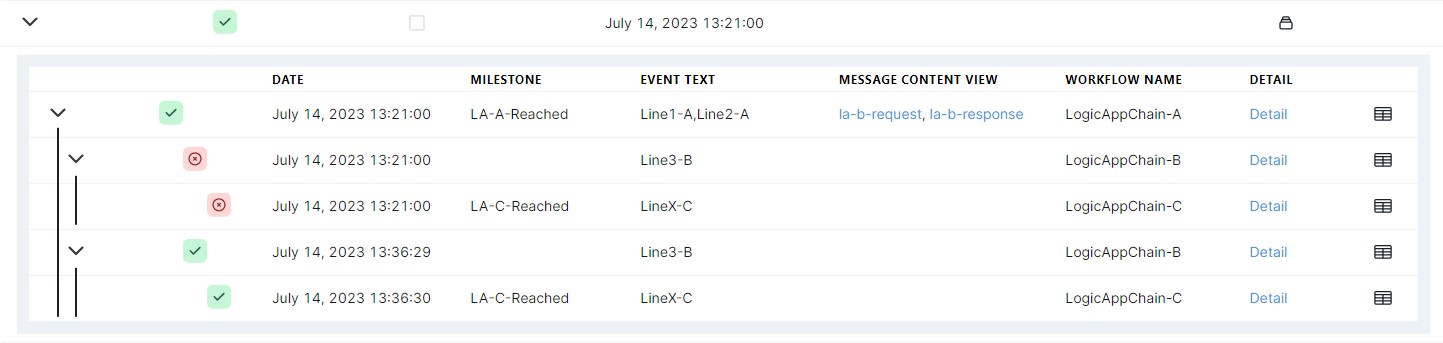 July 14, 2023 13:21:00
DATE MILESTONE EVENT TEXT MESSAGE CONTENT VIEW WORKFLOW NAME DETAIL
July 14, 2023 13:21:00 LA-A-Reached Line1-A,Line2-A la-b-request, la-b-response LogicAppChain-A Detail
July 14, 2023 13:21:00 Line3-B LogicAppChain-B Detail
July 14, 2023 13:21:00 LA-C-Reached LineX-C LogicAppChain-C Detail
July 14, 2023 13:36:29 Line3-B LogicAppChain-B Detail
July 14, 2023 13:36:30 LA-C-Reached LineX-C LogicAppChain-C Detail